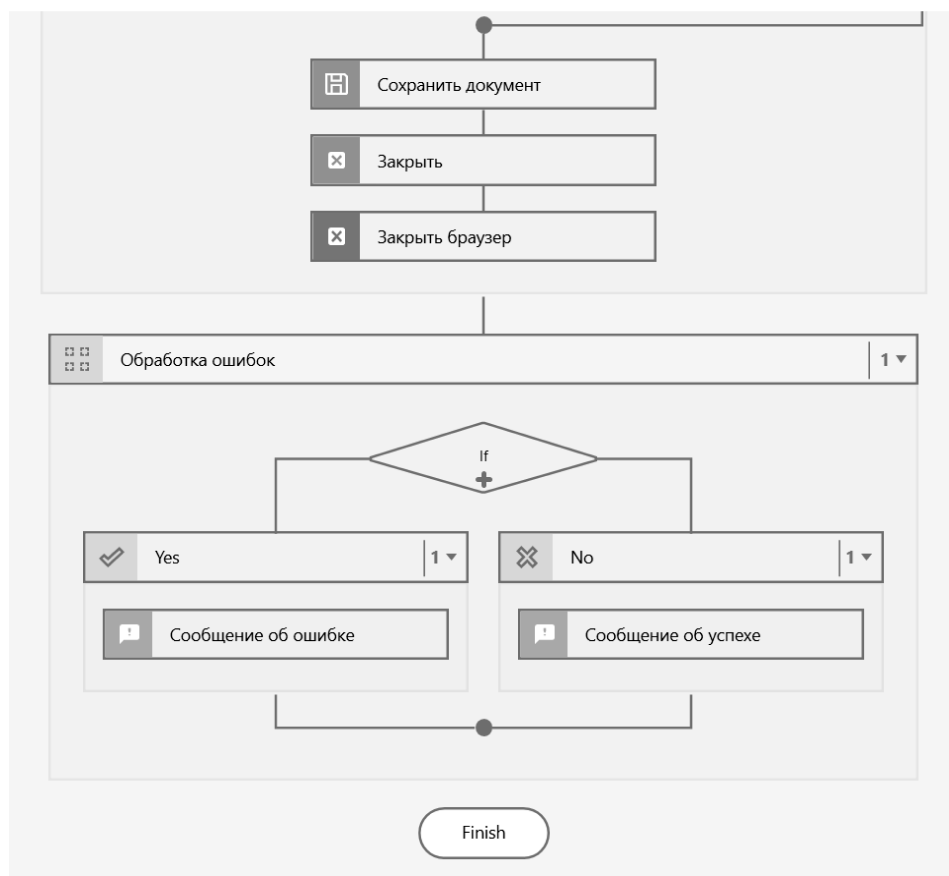 Сохранить документ
Закрыть
Закрыть браузер
Обработка ошибок 1
If
Yes 1
No 1
Сообщение об ошибке
Сообщение об успехе
Finish